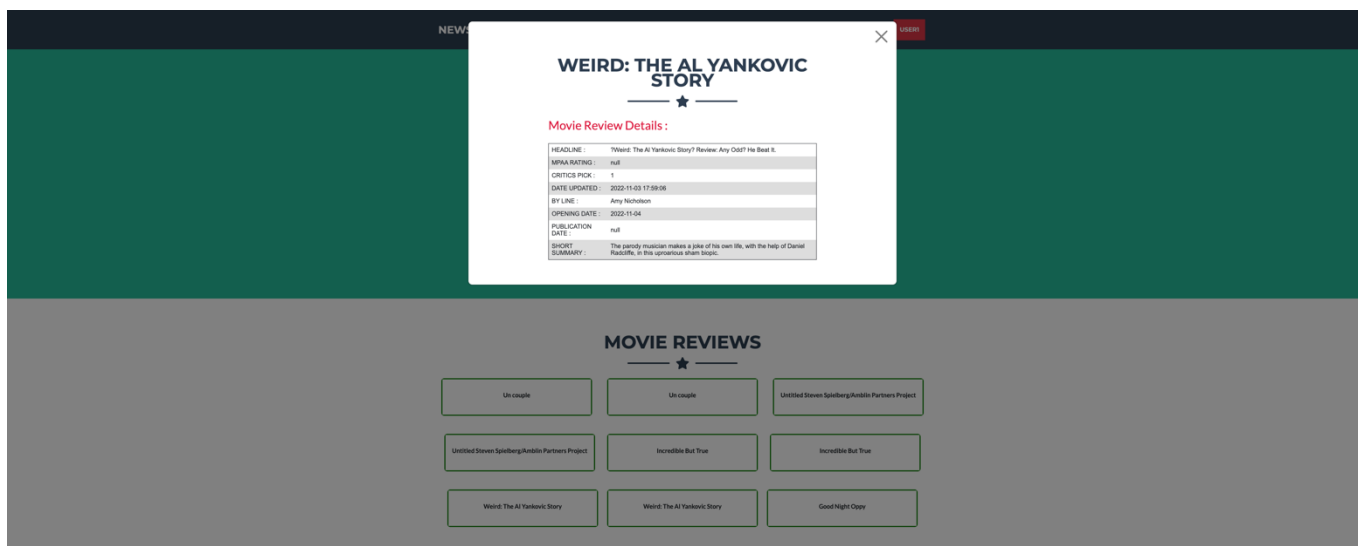 NEWS
USER!
WEIRD: THE AL YANKOVIC
STORY
Movie Review Details :
HEADLINE : ?Weird: The Al Yankovic Story? Review: Any Odd? He Beat It.
MPAA RATING : null
CRITICS PICK : 1
DATE UPDATED : 2022-11-03 17:59:06
BY LINE : Amy Nicholson
OPENING DATE : 2022-11-04
PUBLICATION
DATE : null
SHORT The parody musician makes a joke of his own life, with the help of Daniel
SUMMARY : Radcliffe, in this uproarious sham biopic.
MOVIE REVIEWS
Un couple Un couple Untitled Steven Spielberg/Amblin Partners Project
Untitled Steven Spielberg/Amblin Partners Project Incredible But True Incredible But True
Weird: The Al Yankovic Story Weird: The Al Yankovic Story Good Night Oppy